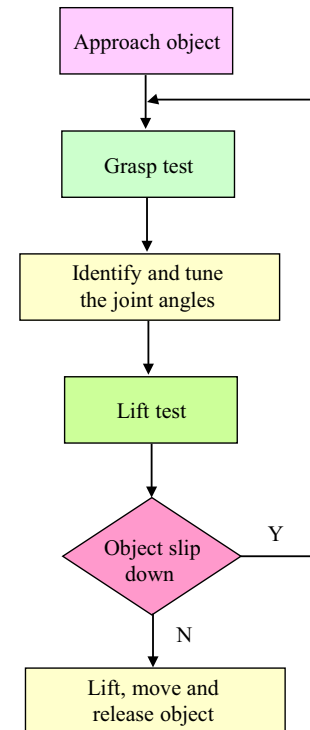 Approach object
Grasp test
Identify and tune
the joint angles
Lift test
Object slip
down
Y
N
Lift, move and
release object